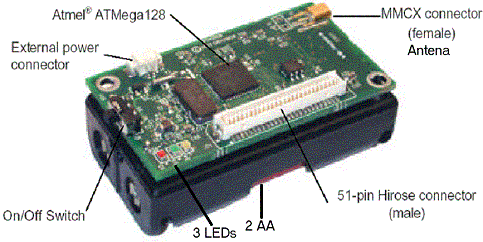 Atmel® ATMega128
External power
connector
MMCX connector
(female)
Antena
On/Off Switch
3 LEDs
2 AA
51-pin Hirose connector
(male)